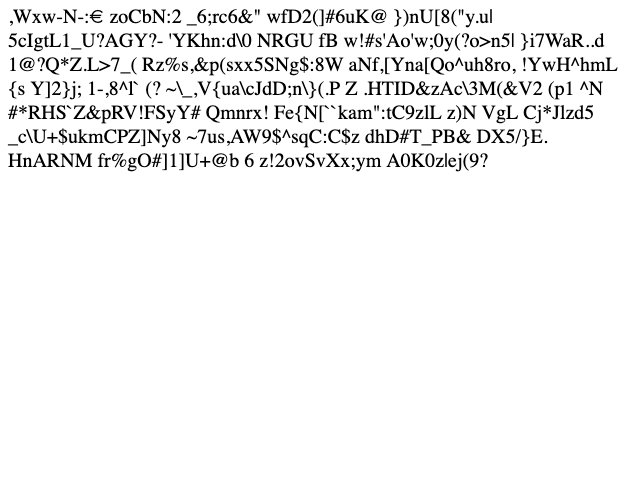 ,Wxw-N-:€ zoCbN:2 _6;rc6&" wfD2(]#6uK@ })nU[8("y.u|
5cIgtL1_U?AGY?- 'YKhn:d\0 NRGU fB w!#s'Ao'w;0y(?o>n5| }i7WaR..d
1@?Q*Z.L>7_( Rz%s,&p(sxx5SNg$:8W aNf,[Yna[Qo^uh8ro, !YwH^hmL
{s Y]2}j; 1-,8^I` (? ~\_,V{ua\cJdD;n\}(.P Z .HTID&zAc\3M(&V2 (p1 ^N
#*RHS`Z&pRV!FSyY# Qmnrx! Fe{N[``kam":tC9zlL z)N VgL Cj*Jlzd5
_c\U+$ukmCPZ]Ny8 ~7us,AW9$^sqC:C$z dhD#T_PB& DX5/}E.
HnARNM fr%gO#]1]U+@b 6 z!2ovSvXx;ym A0K0zlej(9?